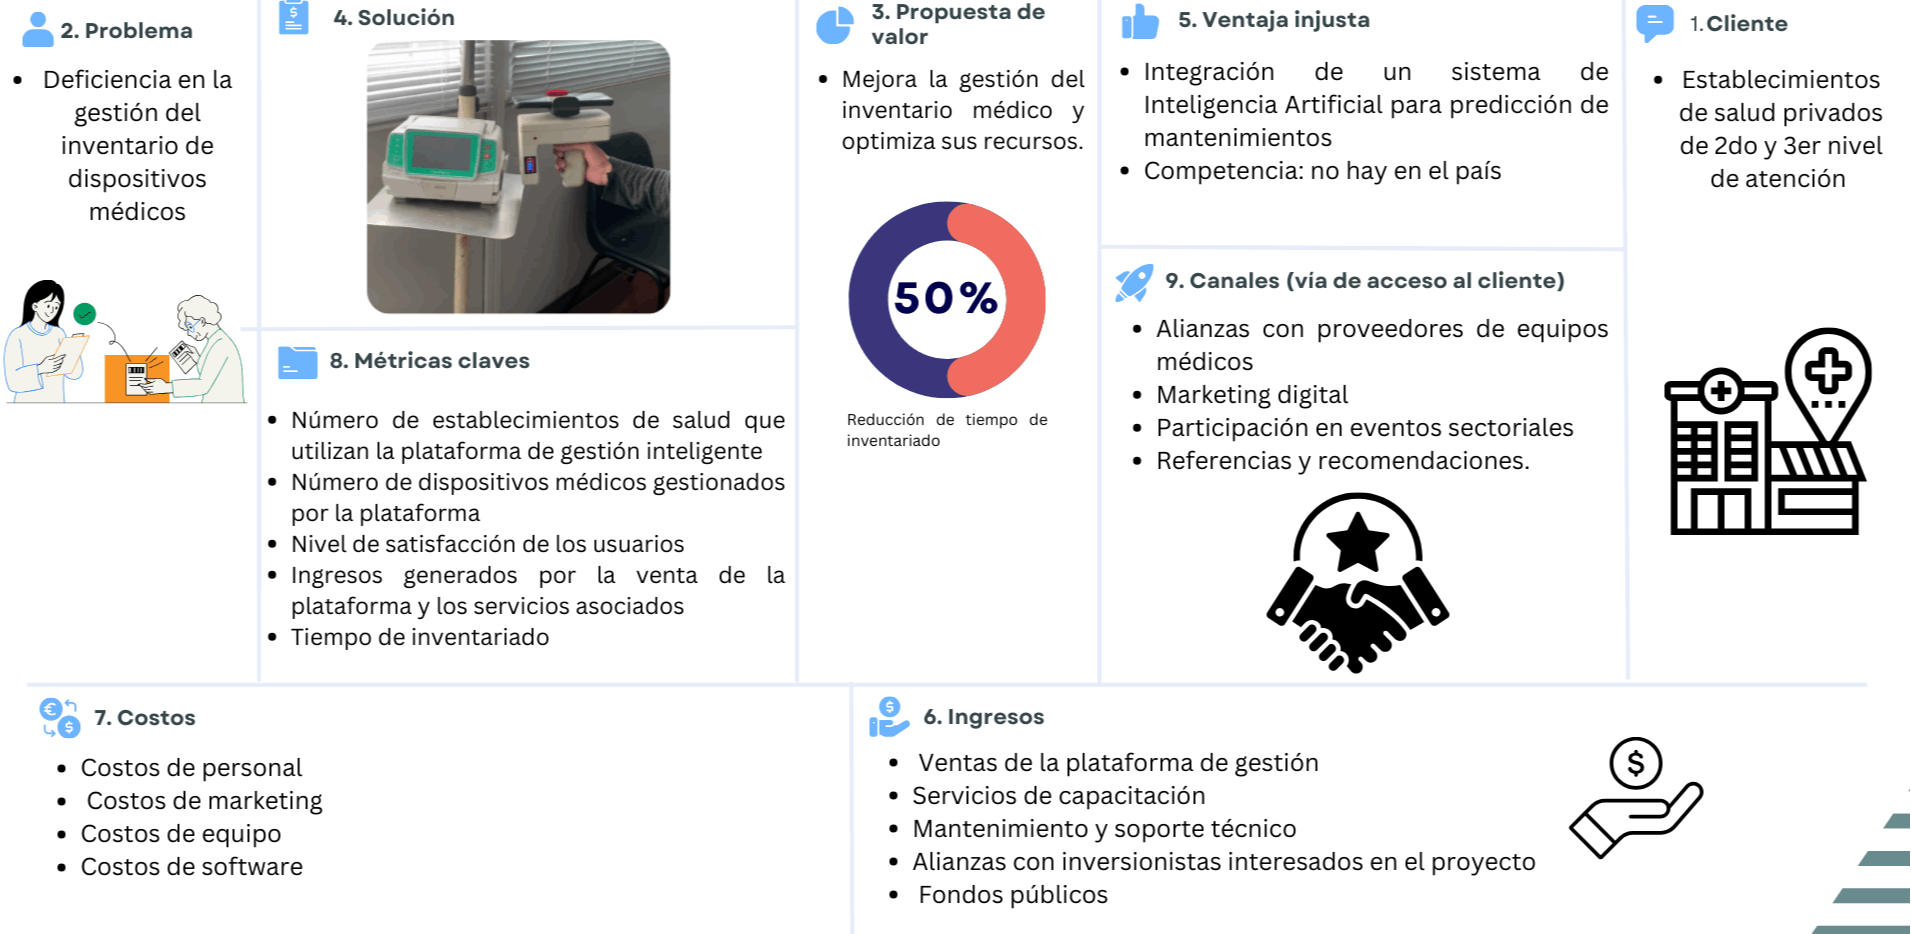 2. Problema
Deficiencia en la
gestión del
inventario de
dispositivos
médicos
4. Solución
8. Métricas claves
Número de establecimientos de salud que
utilizan la plataforma de gestión inteligente
Número de dispositivos médicos gestionados
por la plataforma
Nivel de satisfacción de los usuarios
Ingresos generados por la venta de la
plataforma y los servicios asociados
Tiempo de inventariado
3. Propuesta de
valor
Mejora la gestión del
inventario médico y
optimiza sus recursos.
50%
Reducción de tiempo de
inventariado
5. Ventaja injusta
Integración de un sistema de
Inteligencia Artificial para predicción de
mantenimientos
Competencia: no hay en el país
9. Canales (vía de acceso al cliente)
Alianzas con proveedores de equipos
médicos
Marketing digital
Participación en eventos sectoriales
Referencias y recomendaciones.
1.Cliente
Establecimientos
de salud privados
de 2do y 3er nivel
de atención
7. Costos
Costos de personal
Costos de marketing
Costos de equipo
Costos de software
6. Ingresos
Ventas de la plataforma de gestión
Servicios de capacitación
Mantenimiento y soporte técnico
Alianzas con inversionistas interesados en el proyecto
Fondos públicos